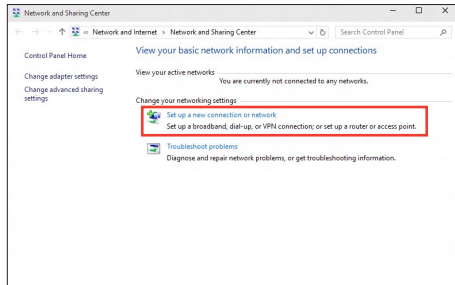 Network and Sharing Center
« Network and Internet > Network and Sharing Center
Search Control Panel
Control Panel Home
Change adapter settings
Change advanced sharing
settings
View your basic network information and set up connections
View your active networks
You are currently not connected to any networks.
Change your networking settings
Set up a new connection or network
Set up a broadband, dial-up, or VPN connection; or set up a router or access point.
Troubleshoot problems
Diagnose and repair network problems, or get troubleshooting information.